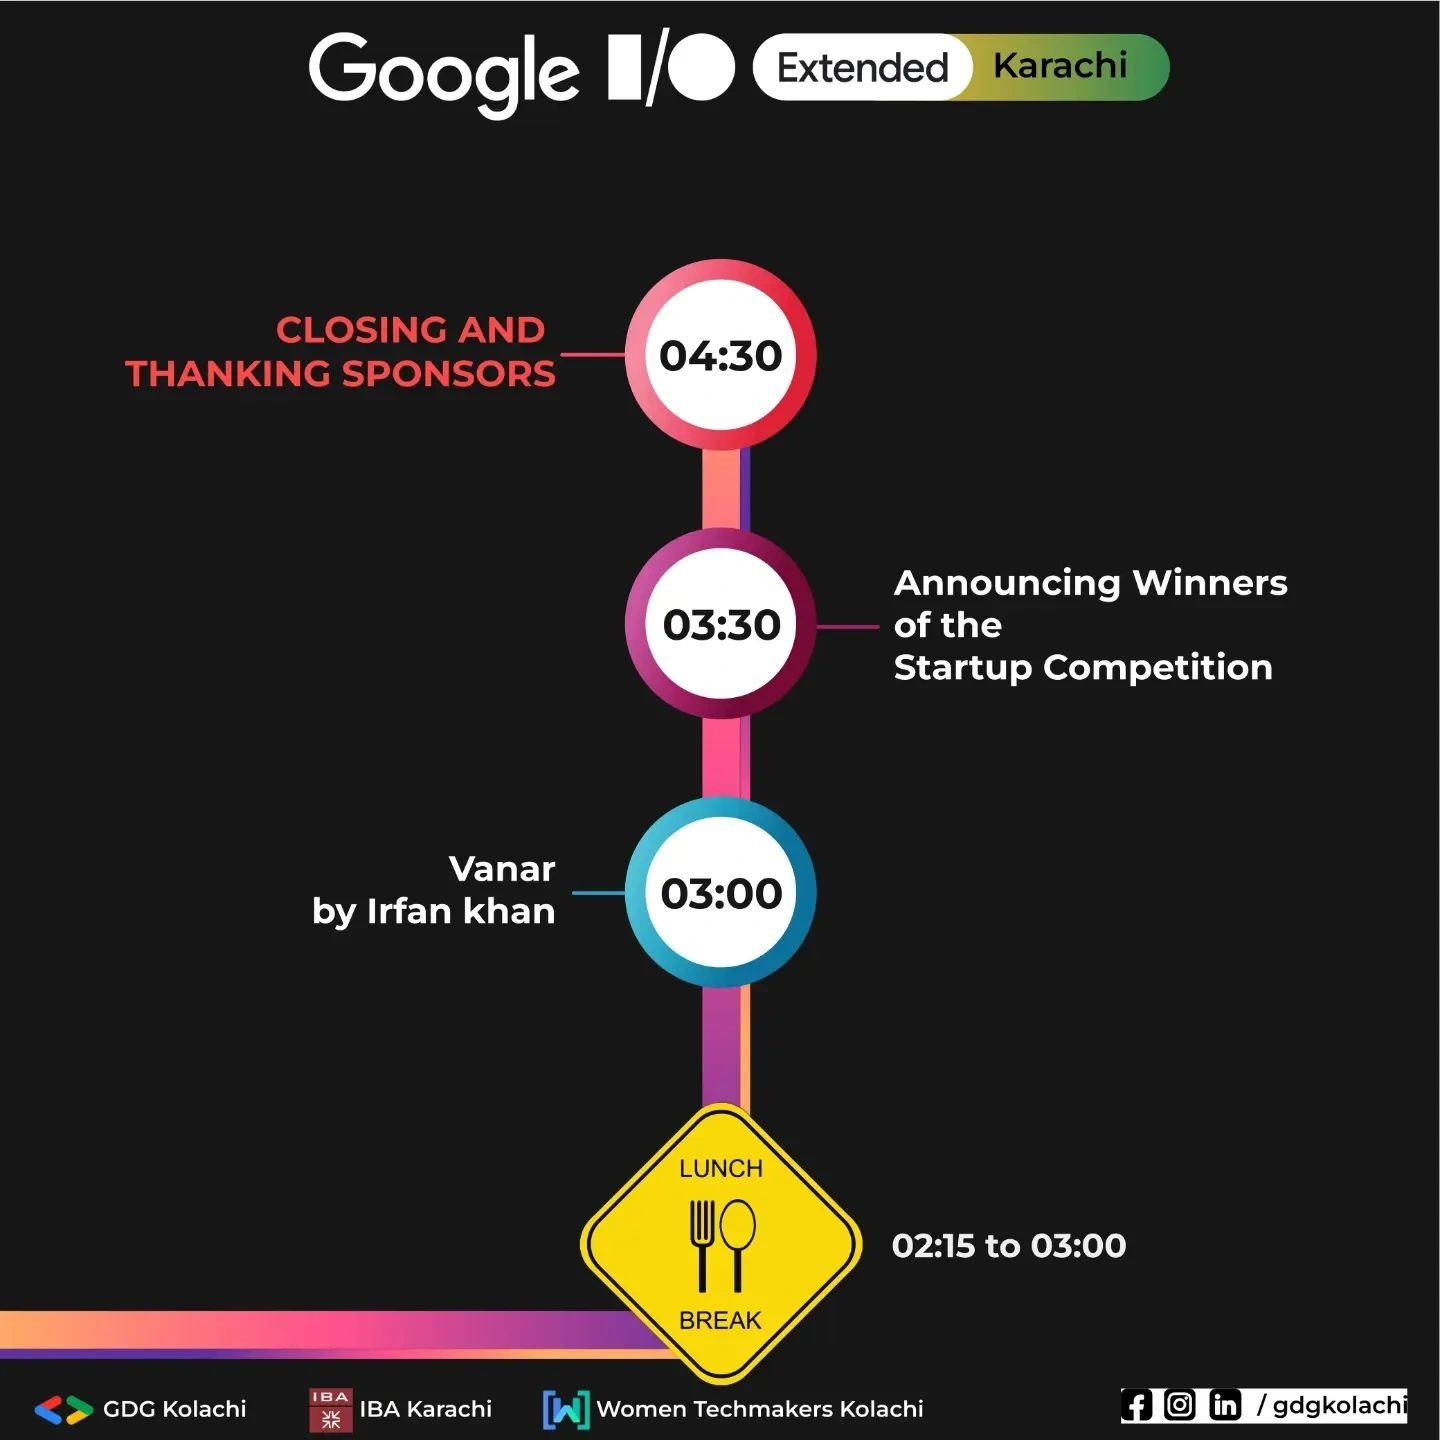 Google I/O Extended Karachi
CLOSING AND
THANKING SPONSORS
04:30
03:30
Announcing Winners
of the
Startup Competition
Vanar
by Irfan khan
03:00
LUNCH
BREAK
02:15 to 03:00
GDG Kolachi
IBA
IBA Karachi
Women Techmakers Kolachi
/ gdgkolachi